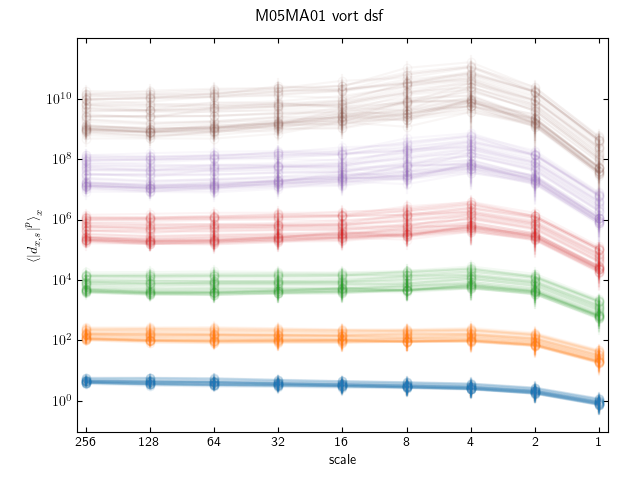 M05MA01 vort dsf
10^{10}
10^{8}
10^{6}
10^{4}
10^{2}
10^{0}
⟨|d_{x,s}|^p⟩_x
256 128 64 32 16 8 4 2 1
scale